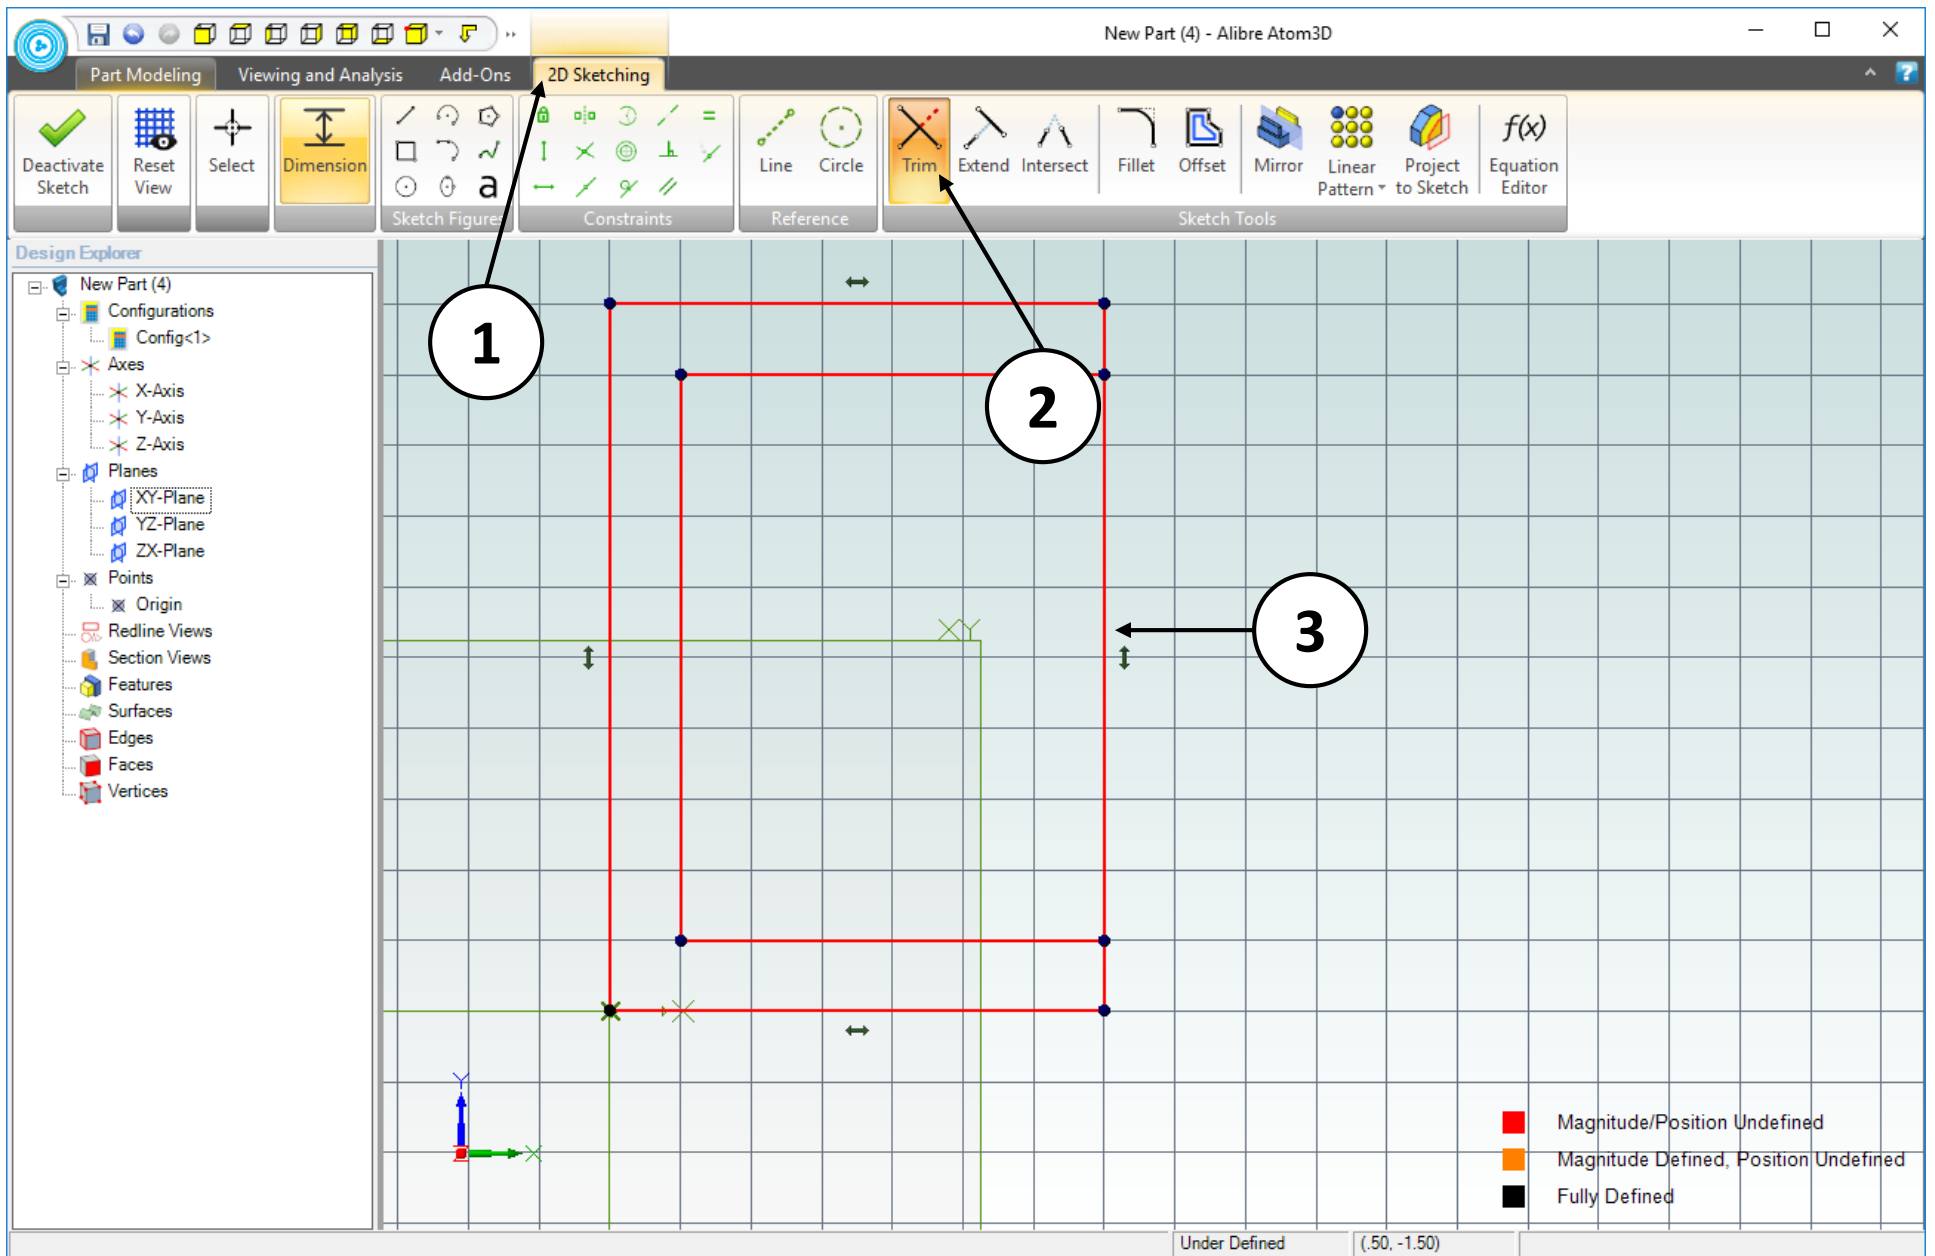 New Part (4) - Alibre Atom3D
Part Modeling Viewing and Analysis Add-Ons 2D Sketching
Deactivate Sketch
Reset View
Select
Dimension
a
Sketch Figures
Constraints
Line Circle
Reference
Trim Extend Intersect Fillet Offset Mirror Linear Pattern Project to Sketch
f(x)
Equation Editor
Sketch Tools
Design Explorer
New Part (4)
Configurations
Config<1>
Axes
X-Axis
Y-Axis
Z-Axis
Planes
XY-Plane
YZ-Plane
ZX-Plane
Points
Origin
Redline Views
Section Views
Features
Surfaces
Edges
Faces
Vertices
1
2
3
XY
Y
X
Magnitude/Position Undefined
Magnitude Defined, Position Undefined
Fully Defined
Under Defined (.50, -1.50)